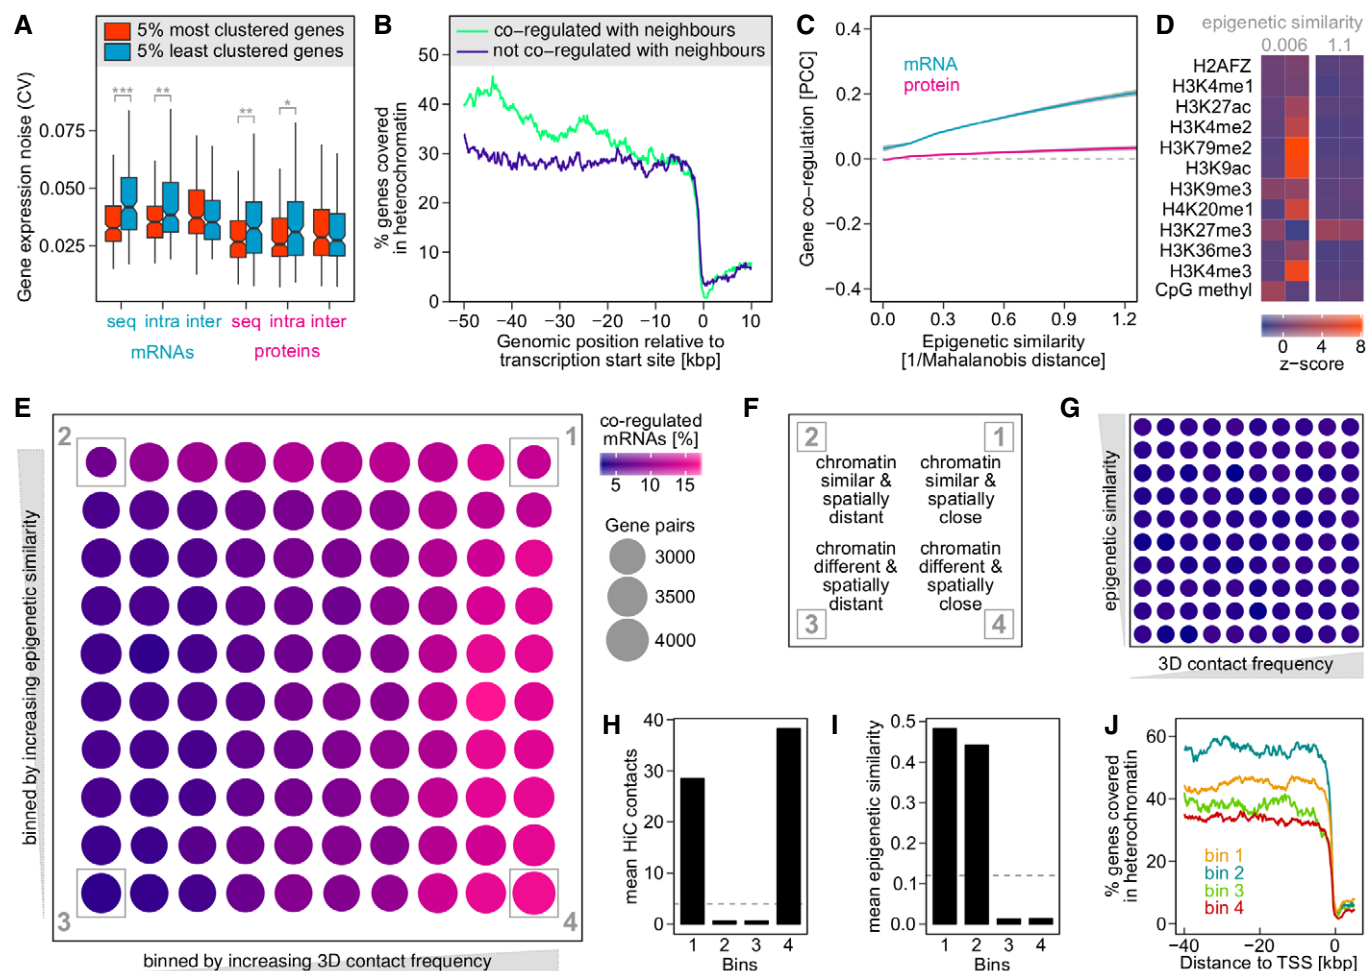 A
5% most clustered genes
5% least clustered genes
Gene expression noise (CV)
0.075
0.050
0.025
***
**
**
*
seq intra inter seq intra inter
mRNAs
proteins
B
co-regulated with neighbours
not co-regulated with neighbours
% genes covered
in heterochromatin
50
40
30
20
10
0
−50 −40 −30 −20 −10 0 10
Genomic position relative to
transcription start site [kbp]
C
mRNA
protein
Gene co-regulation [PCC]
0.4
0.2
0.0
−0.2
−0.4
0.0 0.3 0.6 0.9 1.2
Epigenetic similarity
[1/Mahalanobis distance]
D
epigenetic similarity
0.006 1.1
H2AFZ
H3K4me1
H3K27ac
H3K4me2
H3K79me2
H3K9ac
H3K9me3
H4K20me1
H3K27me3
H3K36me3
H3K4me3
CpG methyl
0 4 8
z−score
E
2
1
3
4
binned by increasing epigenetic similarity
binned by increasing 3D contact frequency
co-regulated
mRNAs [%]
5 10 15
Gene pairs
3000
3500
4000
F
2
1
chromatin
similar &
spatially
distant
chromatin
similar &
spatially
close
chromatin
different &
spatially
distant
chromatin
different &
spatially
close
3
4
G
epigenetic similarity
3D contact frequency
H
mean HiC contacts
40
30
20
10
0
1 2 3 4
Bins
I
mean epigenetic similarity
0.5
0.4
0.3
0.2
0.1
0.0
1 2 3 4
Bins
J
% genes covered
in heterochromatin
60
40
20
0
bin 1
bin 2
bin 3
bin 4
−40 −20 0
Distance to TSS [kbp]